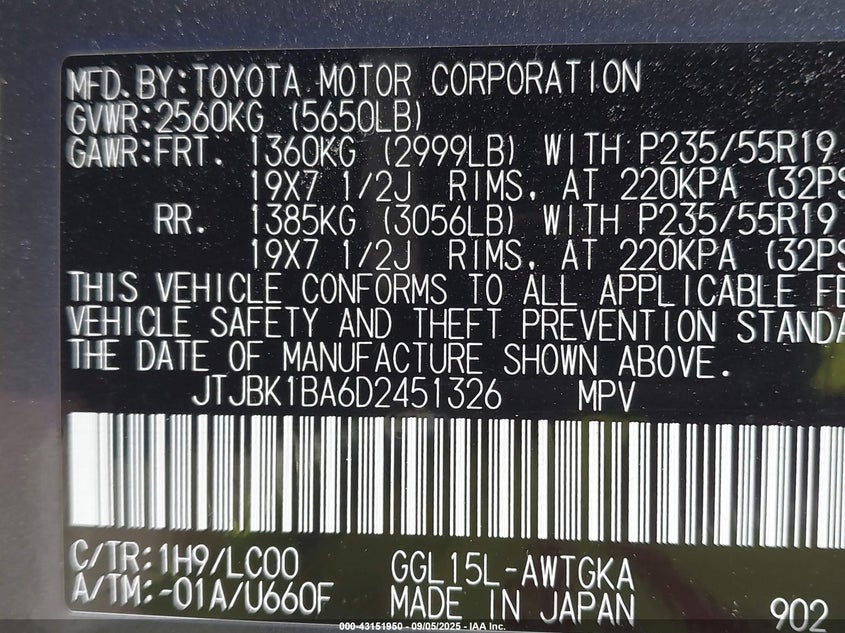 MFD. BY: TOYOTA MOTOR CORPORATION
GVWR: 2560KG (5650LB)
GAWR: FRT. 1360KG (2999LB) WITH P235/55R19
19X7 1/2J RIMS, AT 220KPA (32PS
RR. 1385KG (3056LB) WITH P235/55R19
19X7 1/2J RIMS, AT 220KPA (32PS
THIS VEHICLE CONFORMS TO ALL APPLICABLE FE
VEHICLE SAFETY AND THEFT PREVENTION STANDA
THE DATE OF MANUFACTURE SHOWN ABOVE.
JTJBK1BA6D2451326 MPV
C/TR: 1H9/LC00 GGL15L-AWTGKA
A/TM: -01A/U660F MADE IN JAPAN 902
000-43151950 - 09/05/2025 - IAA Inc.